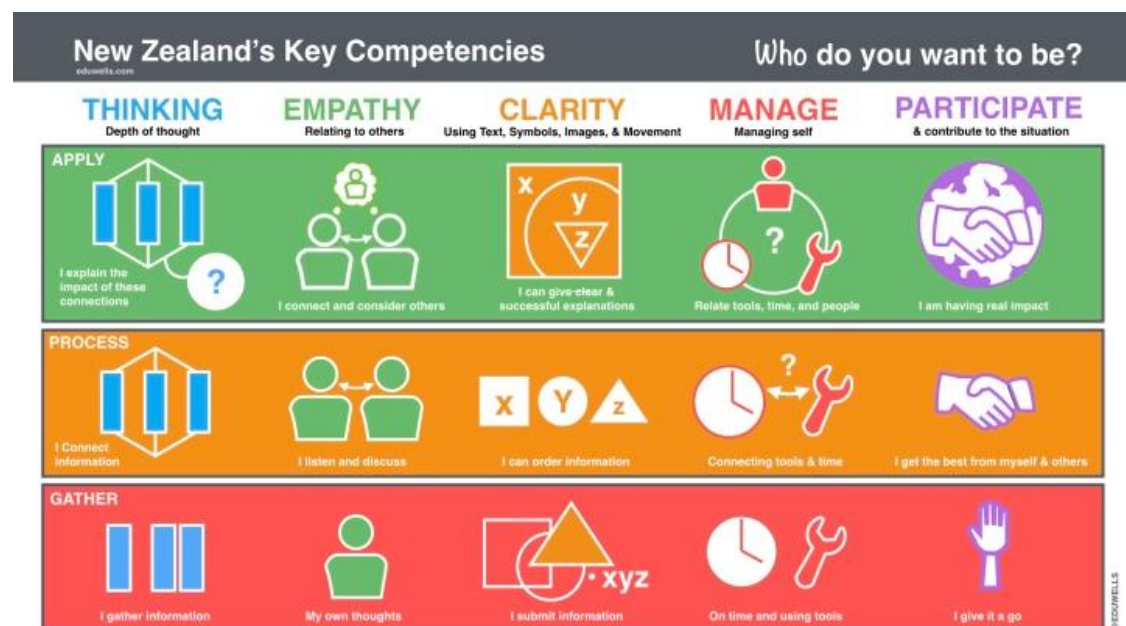 New Zealand's Key Competencies
eduwells.com
Who do you want to be?
THINKING
Depth of thought
EMPATHY
Relating to others
CLARITY
Using Text, Symbols, Images, & Movement
MANAGE
Managing self
PARTICIPATE
& contribute to the situation
APPLY
?
I explain the
impact of these
connections
I connect and consider others
x
y
z
I can give clear &
successful explanations
?
Relate tools, time, and people
I am having real impact
PROCESS
I Connect
information
I listen and discuss
x Y z
I can order information
?
Connecting tools & time
I get the best from myself & others
GATHER
I gather information
My own thoughts
xyz
I submit information
On time and using tools
I give it a go
©EDUWELLS